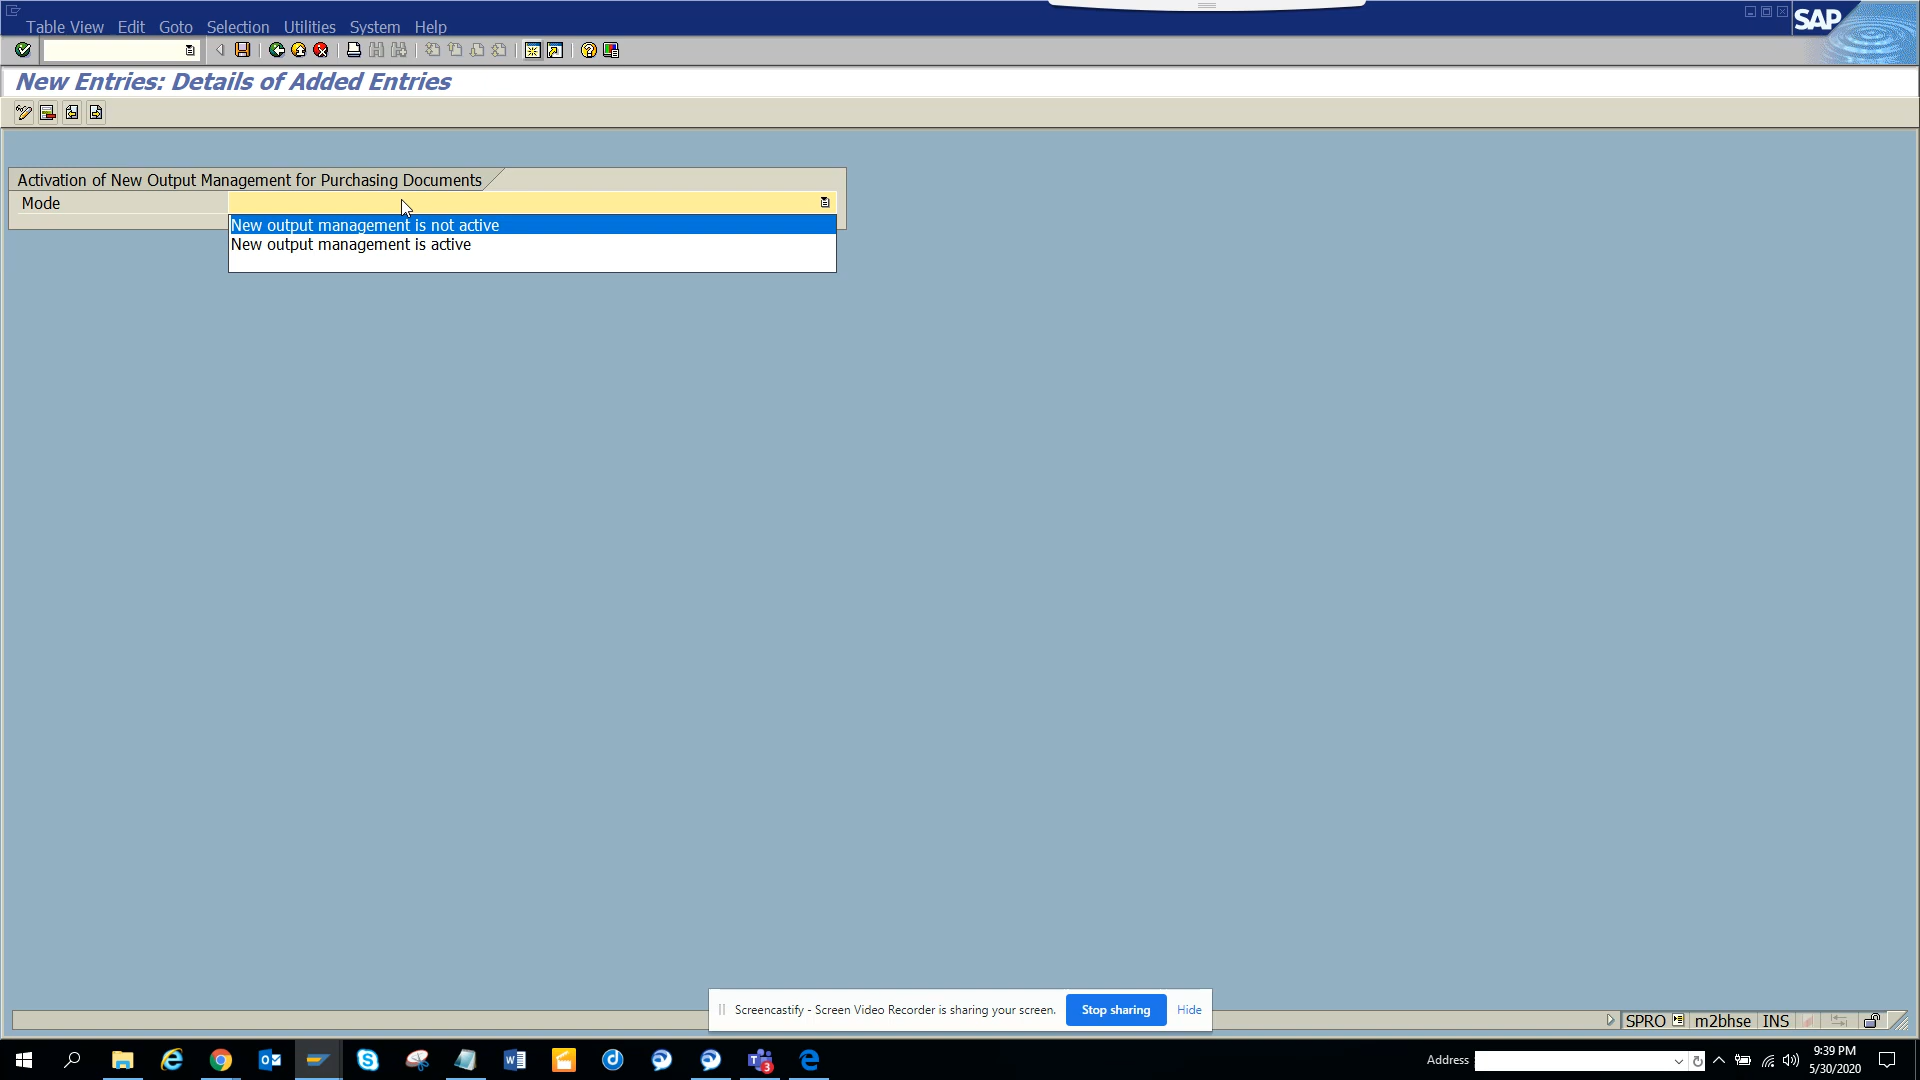 Table View Edit Goto Selection Utilities System Help
SAP
New Entries: Details of Added Entries
Activation of New Output Management for Purchasing Documents
Mode
New output management is not active
New output management is active
Screencastify - Screen Video Recorder is sharing your screen. Stop sharing Hide
SPRO m2bhse INS
Address
9:39 PM
5/30/2020
3